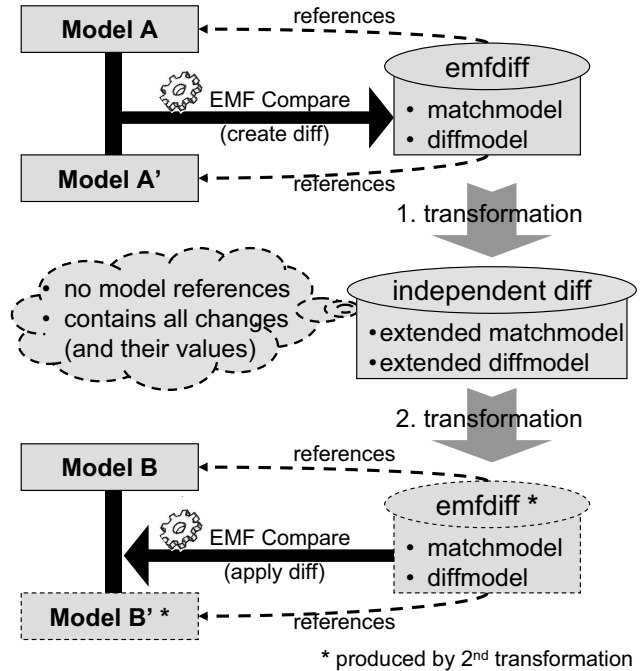 Model A
references
emfdiff
• matchmodel
• diffmodel
EMF Compare
(create diff)
Model A’
references
1. transformation
• no model references
• contains all changes
(and their values)
independent diff
•extended matchmodel
•extended diffmodel
2. transformation
Model B
references
emfdiff *
• matchmodel
• diffmodel
EMF Compare
(apply diff)
Model B’ *
references
* produced by 2nd transformation